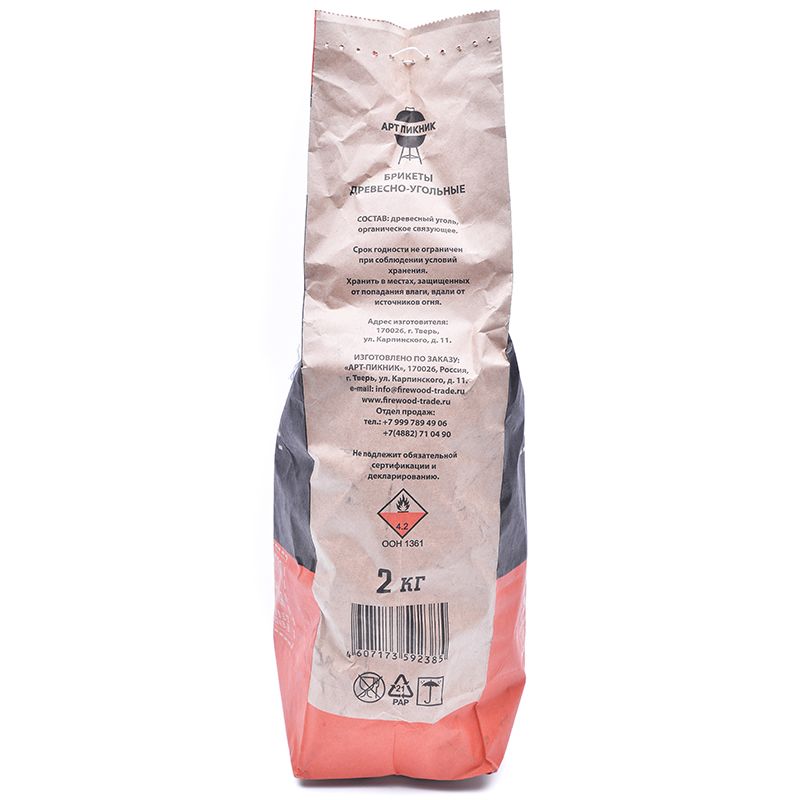 АРТ ПИКНИК
БРИКЕТЫ
ДРЕВЕСНО-УГОЛЬНЫЕ
СОСТАВ: древесный уголь,
органическое связующее.
Срок годности не ограничен
при соблюдении условий
хранения.
Хранить в местах, защищенных
от попадания влаги, вдали от
источников огня.
Адрес изготовителя:
170026, г. Тверь,
ул. Карпинского, д. 11.
ИЗГОТОВЛЕНО ПО ЗАКАЗУ:
«АРТ-ПИКНИК», 170026, Россия,
г. Тверь, ул. Карпинского, д. 11.
e-mail: info@firewood-trade.ru
www.firewood-trade.ru
Отдел продаж:
тел.: +7 999 789 49 06
+7(4882) 71 04 90
Не подлежит обязательной
сертификации и
декларированию.
4.2
ООН 1361
2 кг
4 607173 592385
21
PAP